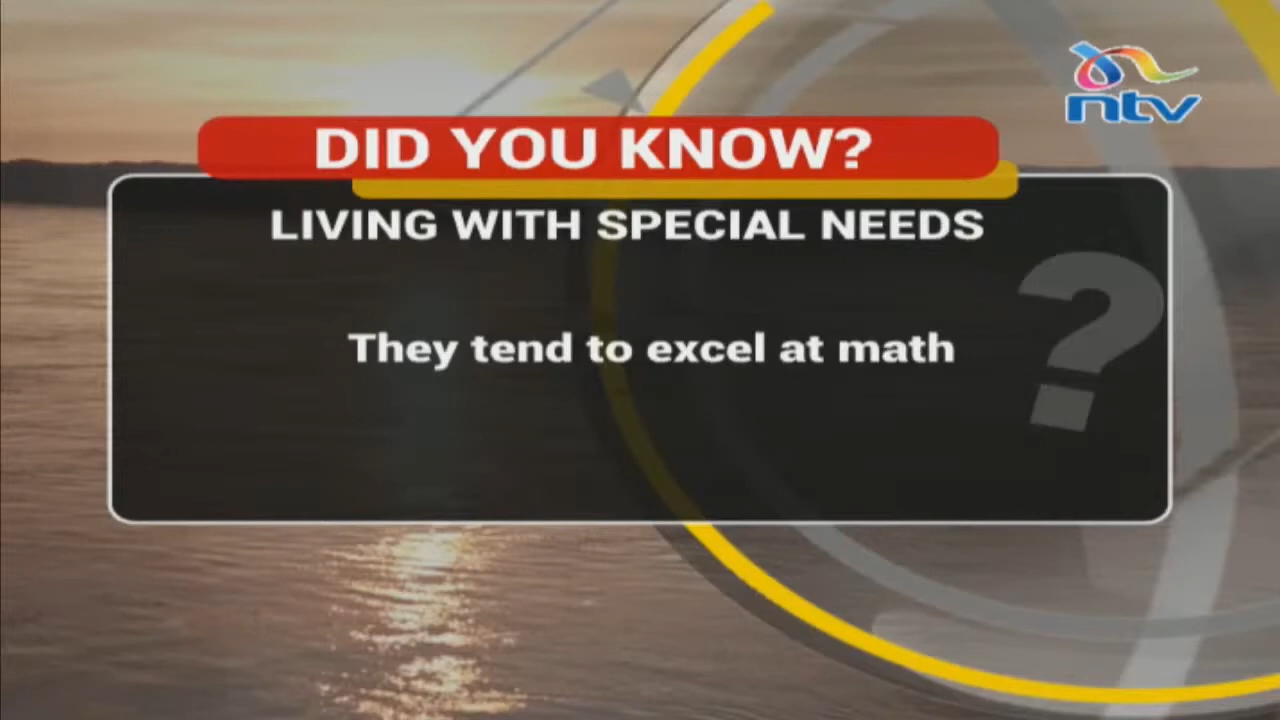 ntv
DID YOU KNOW?
LIVING WITH SPECIAL NEEDS
They tend to excel at math
?